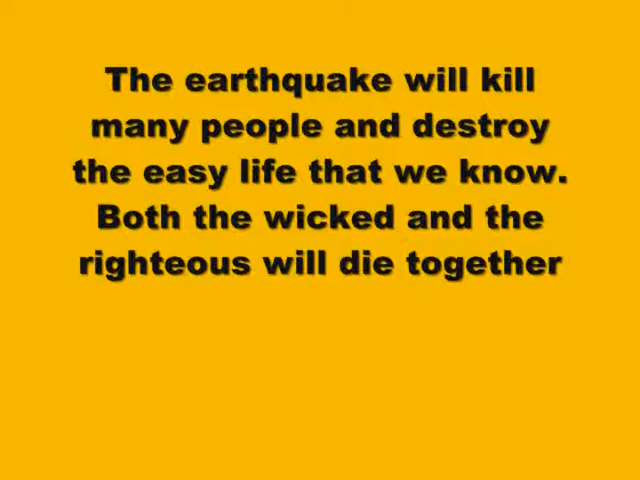 The earthquake will kill
many people and destroy
the easy life that we know.
Both the wicked and the
righteous will die together